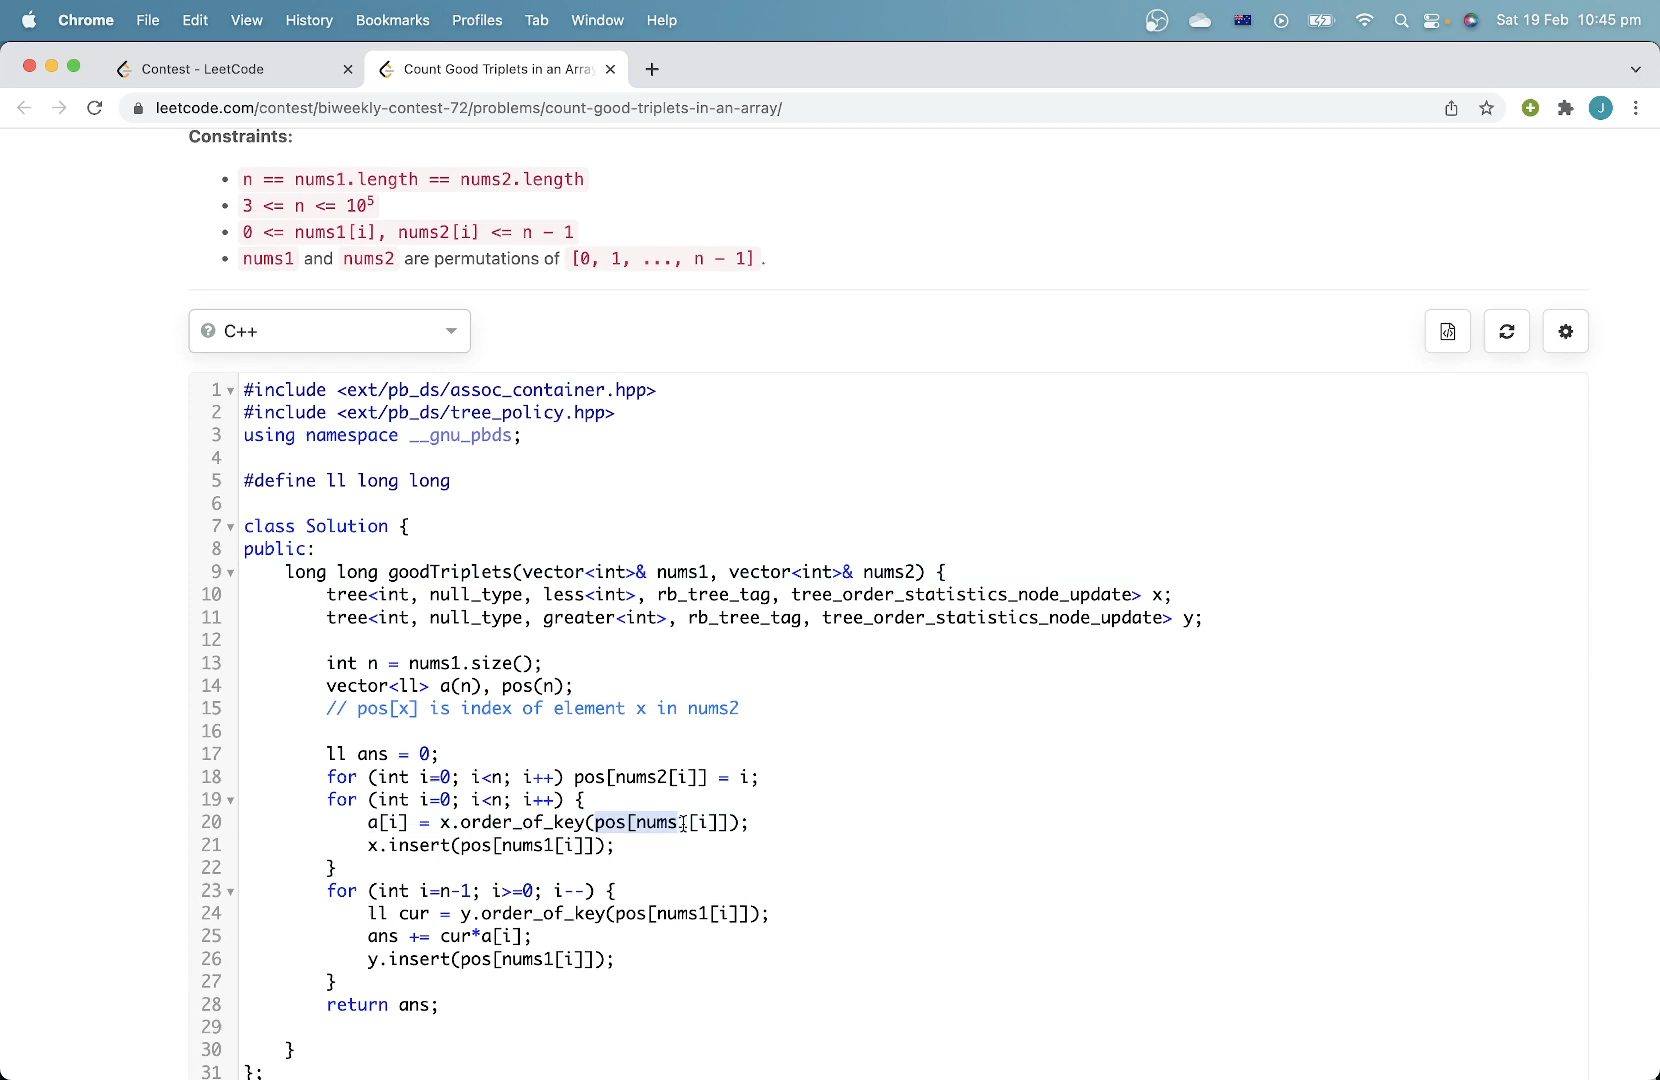 Chrome File Edit View History Bookmarks Profiles Tab Window Help Sat 19 Feb 10:45 pm
Contest - LeetCode Count Good Triplets in an Arra
leetcode.com/contest/biweekly-contest-72/problems/count-good-triplets-in-an-array/ J
Constraints:
• n == nums1.length == nums2.length
• 3 <= n <= 10⁵
• 0 <= nums1[i], nums2[i] <= n - 1
• nums1 and nums2 are permutations of [0, 1, ..., n - 1].
C++
1 #include <ext/pb_ds/assoc_container.hpp>
2 #include <ext/pb_ds/tree_policy.hpp>
3 using namespace __gnu_pbds;
4
5 #define ll long long
6
7 class Solution {
8 public:
9 long long goodTriplets(vector<int>& nums1, vector<int>& nums2) {
10 tree<int, null_type, less<int>, rb_tree_tag, tree_order_statistics_node_update> x;
11 tree<int, null_type, greater<int>, rb_tree_tag, tree_order_statistics_node_update> y;
12
13 int n = nums1.size();
14 vector<ll> a(n), pos(n);
15 // pos[x] is index of element x in nums2
16
17 ll ans = 0;
18 for (int i=0; i<n; i++) pos[nums2[i]] = i;
19 for (int i=0; i<n; i++) {
20 a[i] = x.order_of_key(pos[nums1[i]]);
21 x.insert(pos[nums1[i]]);
22 }
23 for (int i=n-1; i>=0; i--) {
24 ll cur = y.order_of_key(pos[nums1[i]]);
25 ans += cur*a[i];
26 y.insert(pos[nums1[i]]);
27 }
28 return ans;
29
30 }
31 };